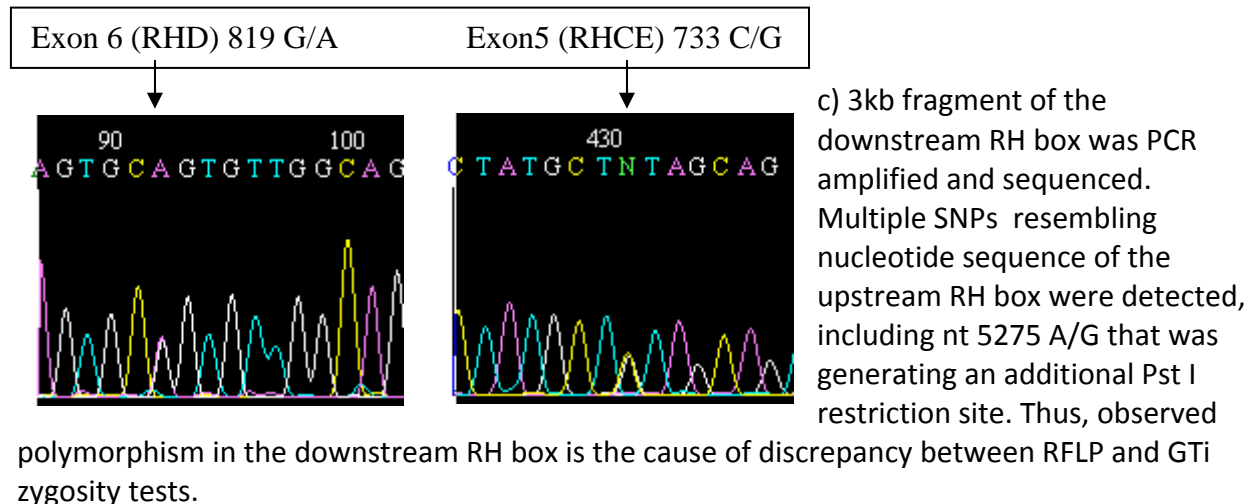 Exon 6 (RHD) 819 G/A Exon5 (RHCE) 733 C/G
90 100
A G T G C A G T G T T G G C A G
430
C T A T G C T N T A G C A G
c) 3kb fragment of the
downstream RH box was PCR
amplified and sequenced.
Multiple SNPs resembling
nucleotide sequence of the
upstream RH box were detected,
including nt 5275 A/G that was
generating an additional Pst I
restriction site. Thus, observed
polymorphism in the downstream RH box is the cause of discrepancy between RFLP and GTi
zygosity tests.